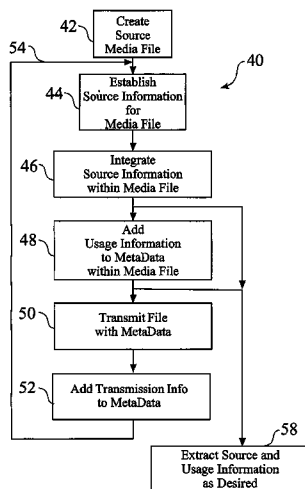 54
42
Create
Source
Media File
40
44
Establish
Source Information
for
Media File
46
Integrate
Source Information
within Media File
48
Add
Usage Information
to MetaData
within Media File
50
Transmit File
with MetaData
52
Add Transmission Info
to MetaData
58
Extract Source and
Usage Information
as Desired